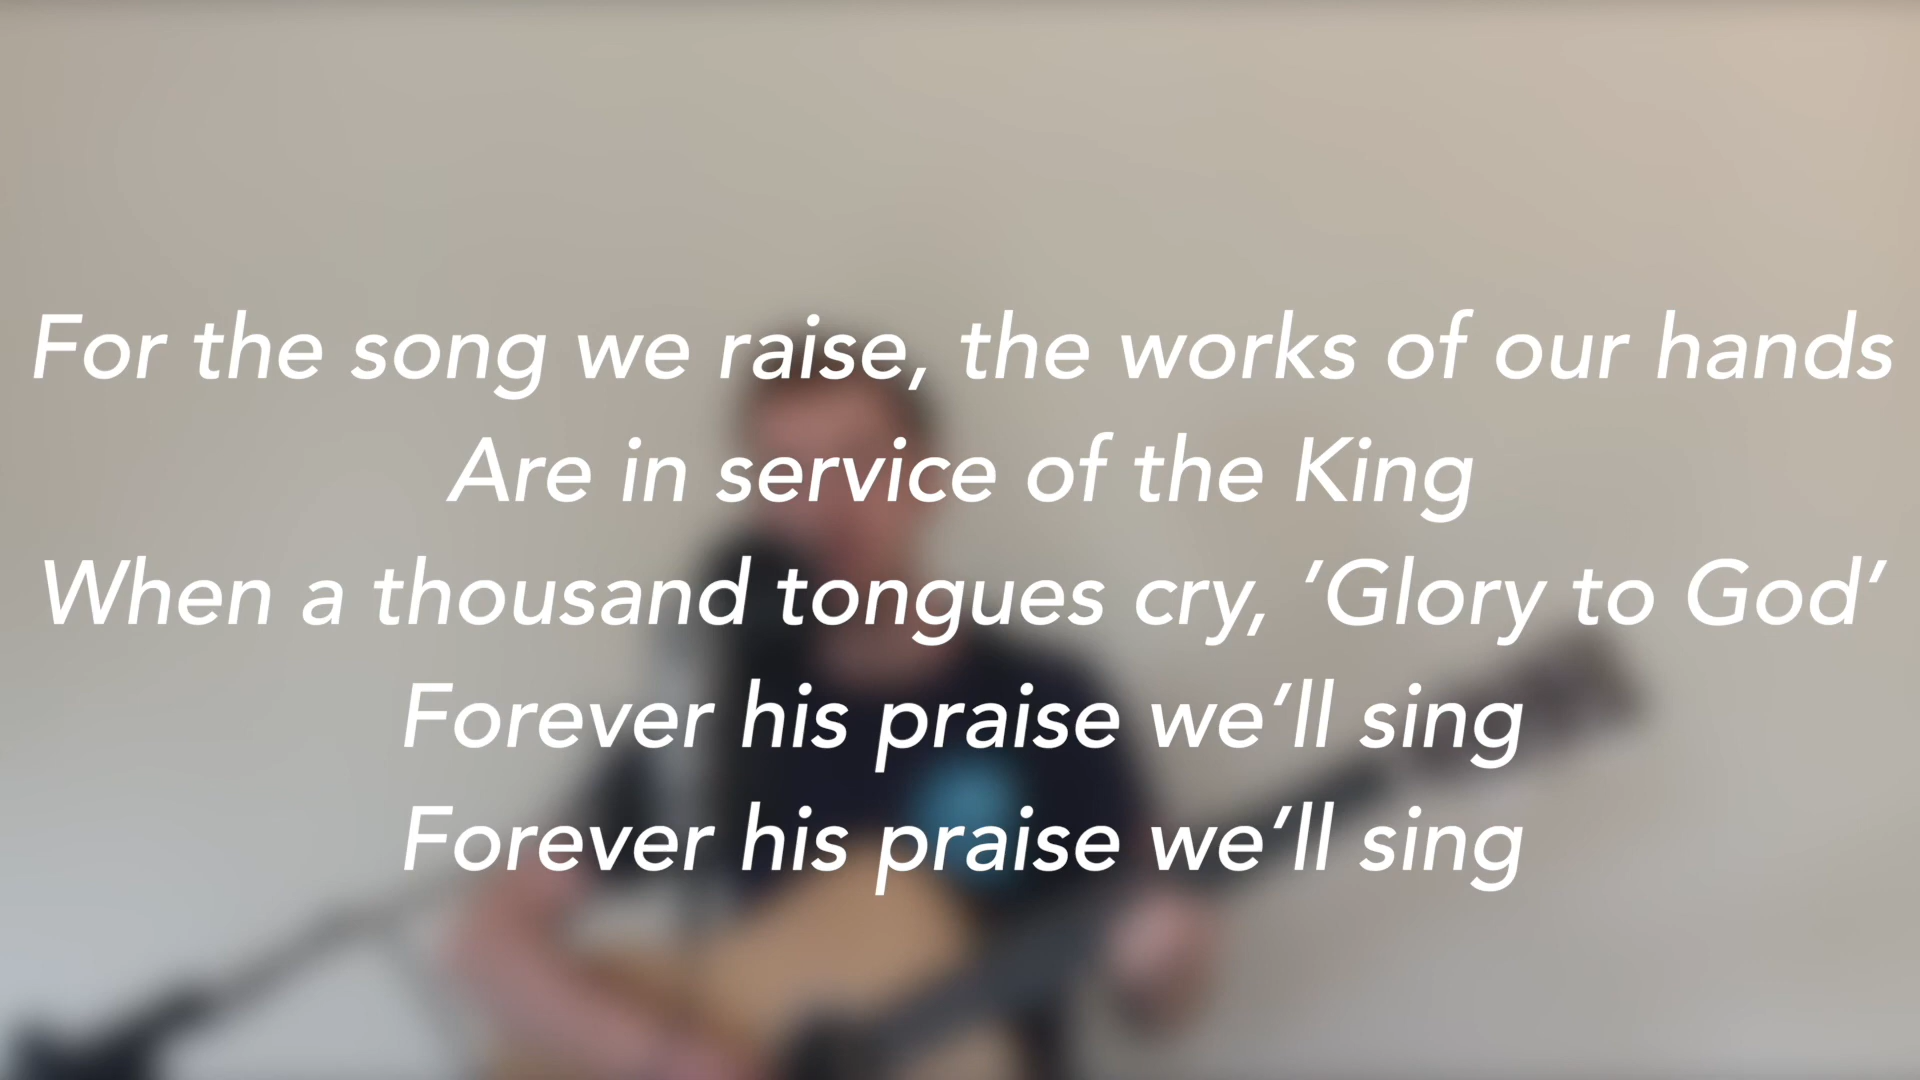 For the song we raise, the works of our hands
Are in service of the King
When a thousand tongues cry, ’Glory to God’
Forever his praise we’ll sing
Forever his praise we’ll sing